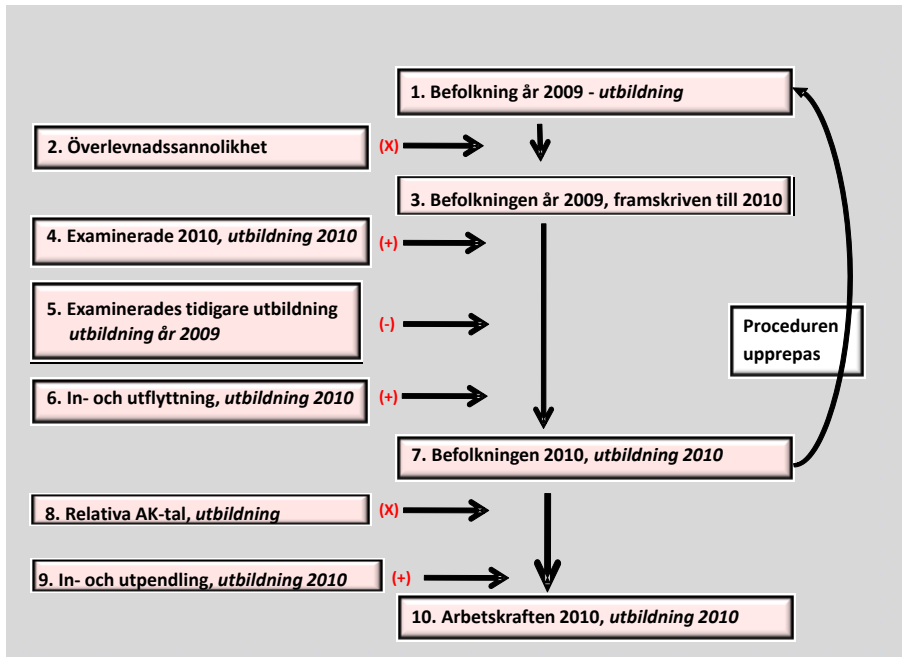 1. Befolkning år 2009 - utbildning
2. Överlevnadssannolikhet
(X)
3. Befolkningen år 2009, framskriven till 2010
4. Examinerade 2010, utbildning 2010
(+)
5. Examinerades tidigare utbildning
utbildning år 2009
(-)
Proceduren
upprepas
6. In- och utflyttning, utbildning 2010
(+)
7. Befolkningen 2010, utbildning 2010
8. Relativa AK-tal, utbildning
(X)
9. In- och utpendling, utbildning 2010
(+)
10. Arbetskraften 2010, utbildning 2010